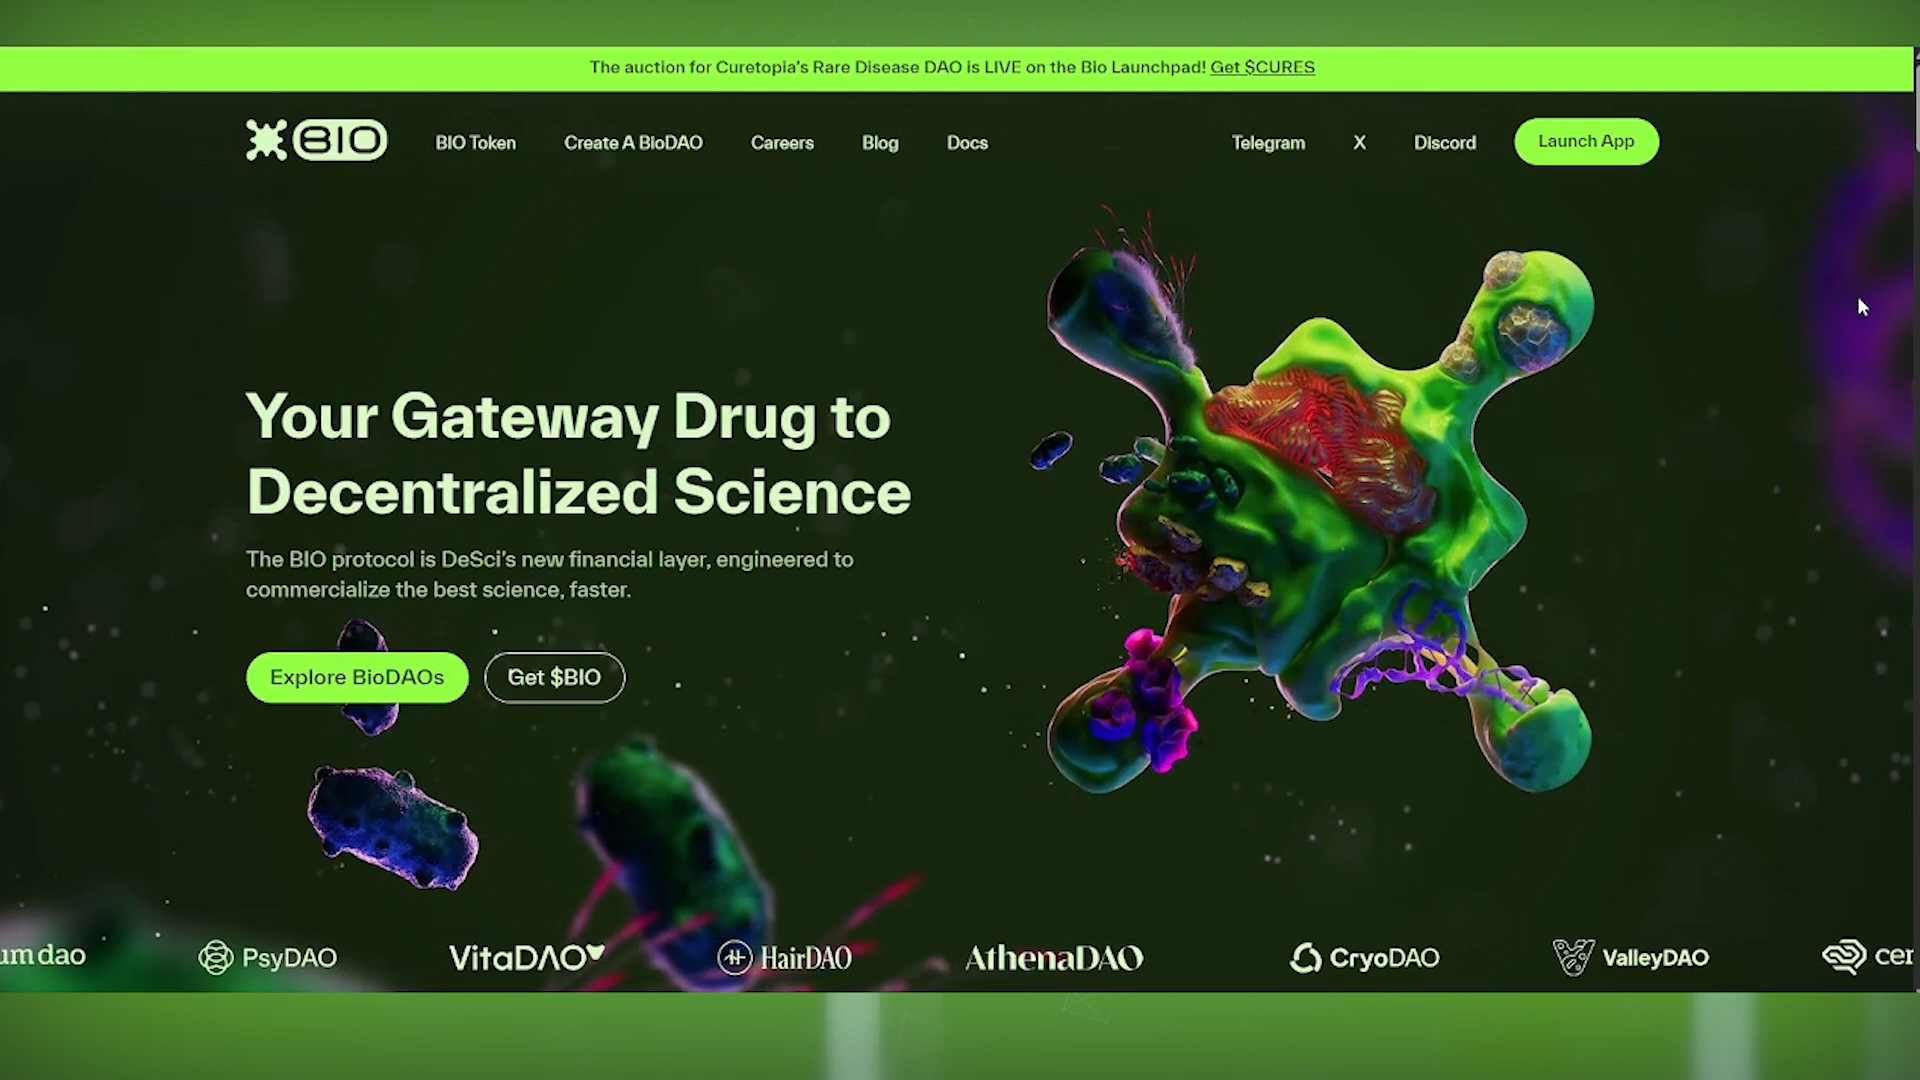 The auction for Curetopia's Rare Disease DAO is LIVE on the Bio Launchpad! Get $CURES
BIO
BIO Token
Create A BioDAO
Careers
Blog
Docs
Telegram
X
Discord
Launch App
Your Gateway Drug to
Decentralized Science
The BIO protocol is DeSci's new financial layer, engineered to
commercialize the best science, faster.
Explore BioDAOs
Get $BIO
um dao
PsyDAO
VitaDAO
HairDAO
AthenaDAO
CryoDAO
ValleyDAO
cer